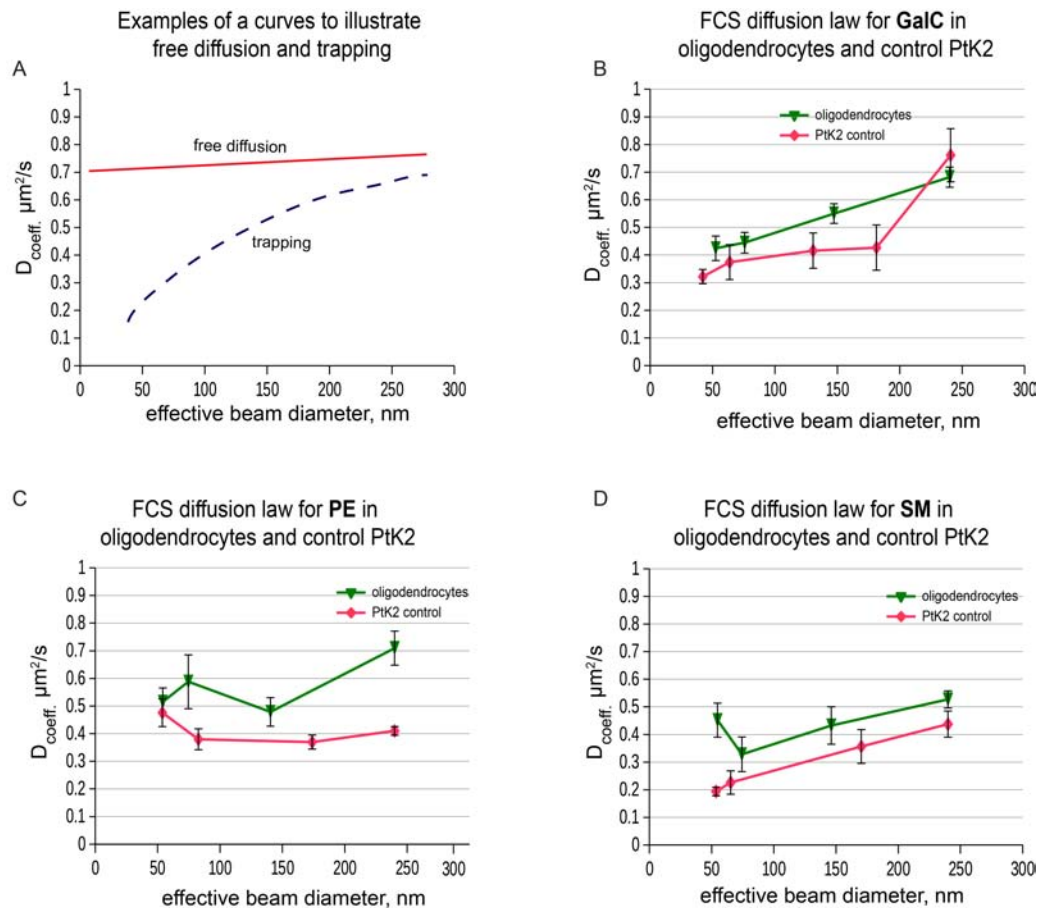 Examples of a curves to illustrate
free diffusion and trapping
A
1
0.9
0.8
0.7
0.6
0.5
0.4
0.3
0.2
0.1
0
D coeff. μm²/s
free diffusion
trapping
0 50 100 150 200 250 300
effective beam diameter, nm
FCS diffusion law for GalC in
oligodendrocytes and control PtK2
B
1
0.9
0.8
0.7
0.6
0.5
0.4
0.3
0.2
0.1
0
D coeff. μm²/s
oligodendrocytes
PtK2 control
0 50 100 150 200 250 300
effective beam diameter, nm
C
FCS diffusion law for PE in
oligodendrocytes and control PtK2
1
0.9
0.8
0.7
0.6
0.5
0.4
0.3
0.2
0.1
0
D coeff. μm²/s
oligodendrocytes
PtK2 control
0 50 100 150 200 250 300
effective beam diameter, nm
D
FCS diffusion law for SM in
oligodendrocytes and control PtK2
1
0.9
0.8
0.7
0.6
0.5
0.4
0.3
0.2
0.1
0
D coeff. μm²/s
oligodendrocytes
PtK2 control
0 50 100 150 200 250 300
effective beam diameter, nm